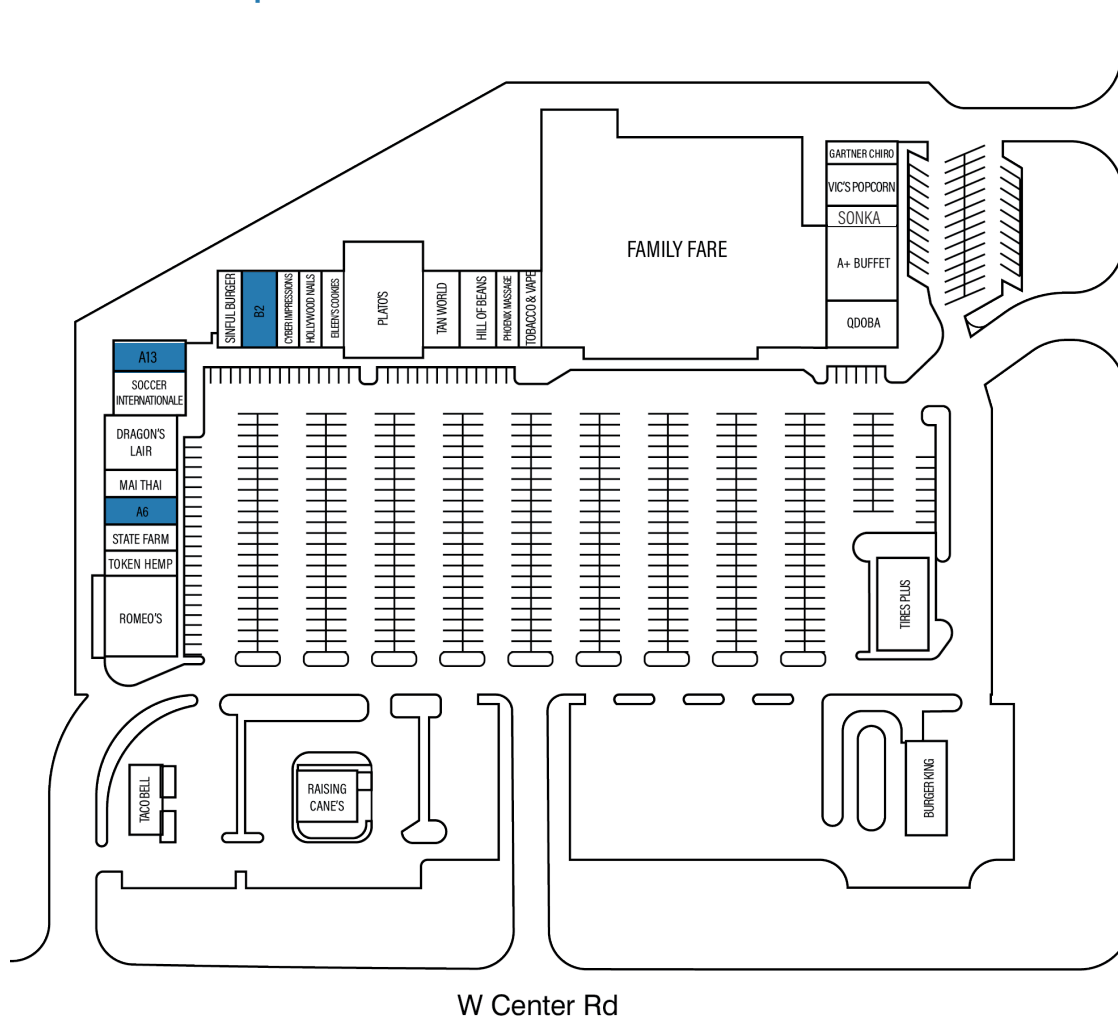 GARTNER CHIRO
VIC'S POPCORN
SONKA
A+ BUFFET
QDOBA
FAMILY FARE
SINFUL BURGER
B2
CYBER IMPRESSIONS
HOLLYWOOD NAILS
EILEEN'S COOKIES
PLATO'S
TAN WORLD
HILL OF BEANS
PHOENIX MASSAGE
TOBACCO & VAPE
A13
SOCCER
INTERNATIONALE
DRAGON'S
LAIR
MAI THAI
A6
STATE FARM
TOKEN HEMP
ROMEO'S
TIRES PLUS
TACO BELL
RAISING
CANE'S
BURGER KING
W Center Rd